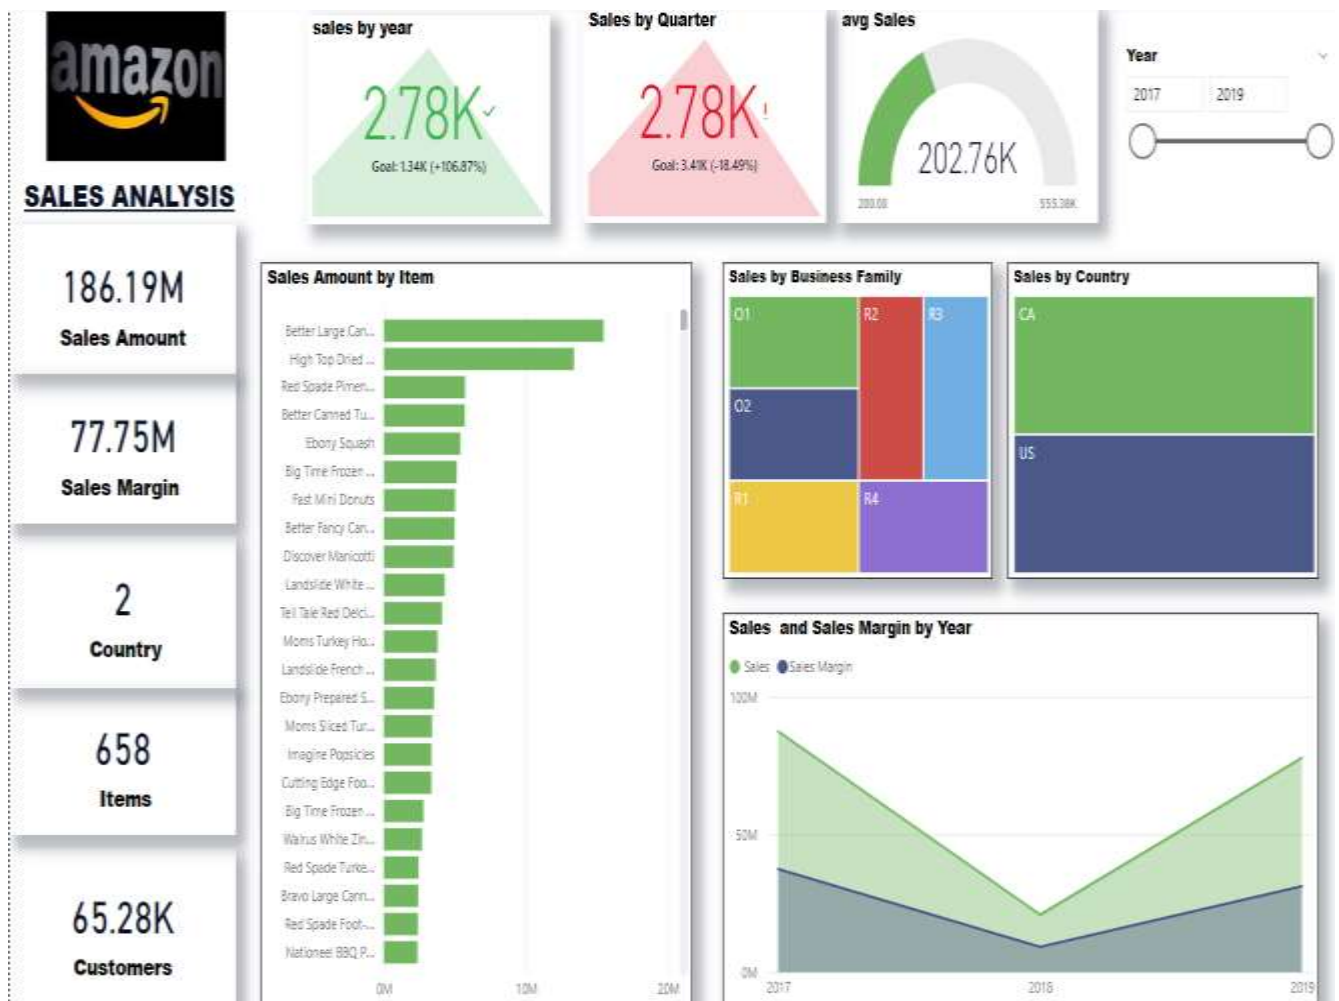 amazon
SALES ANALYSIS
186.19M
Sales Amount
77.75M
Sales Margin
2
Country
658
Items
65.28K
Customers
sales by year
2.78K
Goal: 1.34K (+106.87%)
Sales by Quarter
2.78K!
Goal: 3.41K (-18.49%)
avg Sales
202.76K
200.00 555.38K
Year
2017 2019
Sales Amount by Item
Better Large Can...
High Top Dried ...
Red Spade Pimen...
Better Canned Tu...
Ebony Squash
Big Time Frozen ...
Fast Mini Donuts
Better Fancy Can...
Discover Manicotti
Landslide White ...
Tell Tale Red Delci...
Moms Turkey Ho...
Landslide French ...
Ebony Prepared S...
Moms Sliced Tur...
Imagine Popsicles
Cutting Edge Foo...
Big Time Frozen ...
Walrus White Zin...
Red Spade Turke...
Bravo Large Cann...
Red Spade Foot-...
Nationeel BBQ P...
0M 10M 20M
Sales by Business Family
O1 R2 R3
O2
R1 R4
Sales by Country
CA
US
Sales and Sales Margin by Year
Sales Sales Margin
100M
50M
0M
2017 2018 2019